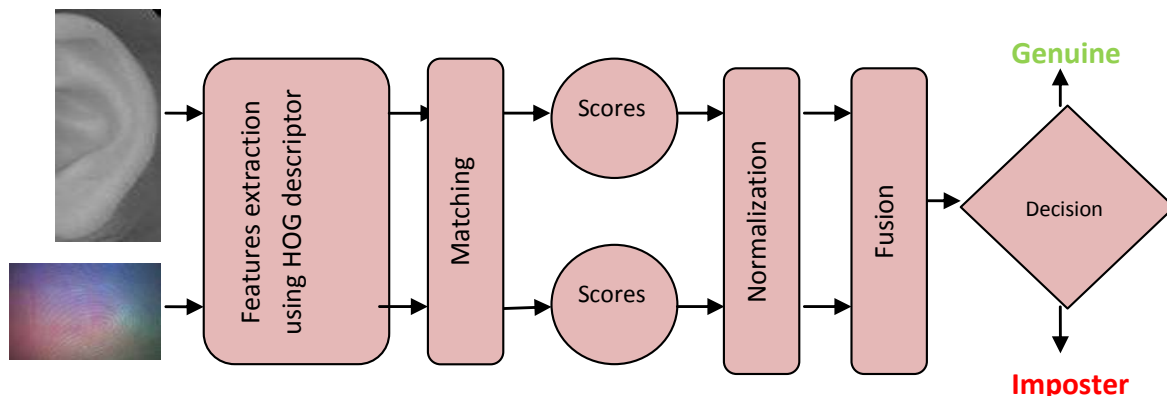 Features extraction
using HOG descriptor
Matching
Scores
Scores
Normalization
Fusion
Genuine
Decision
Imposter